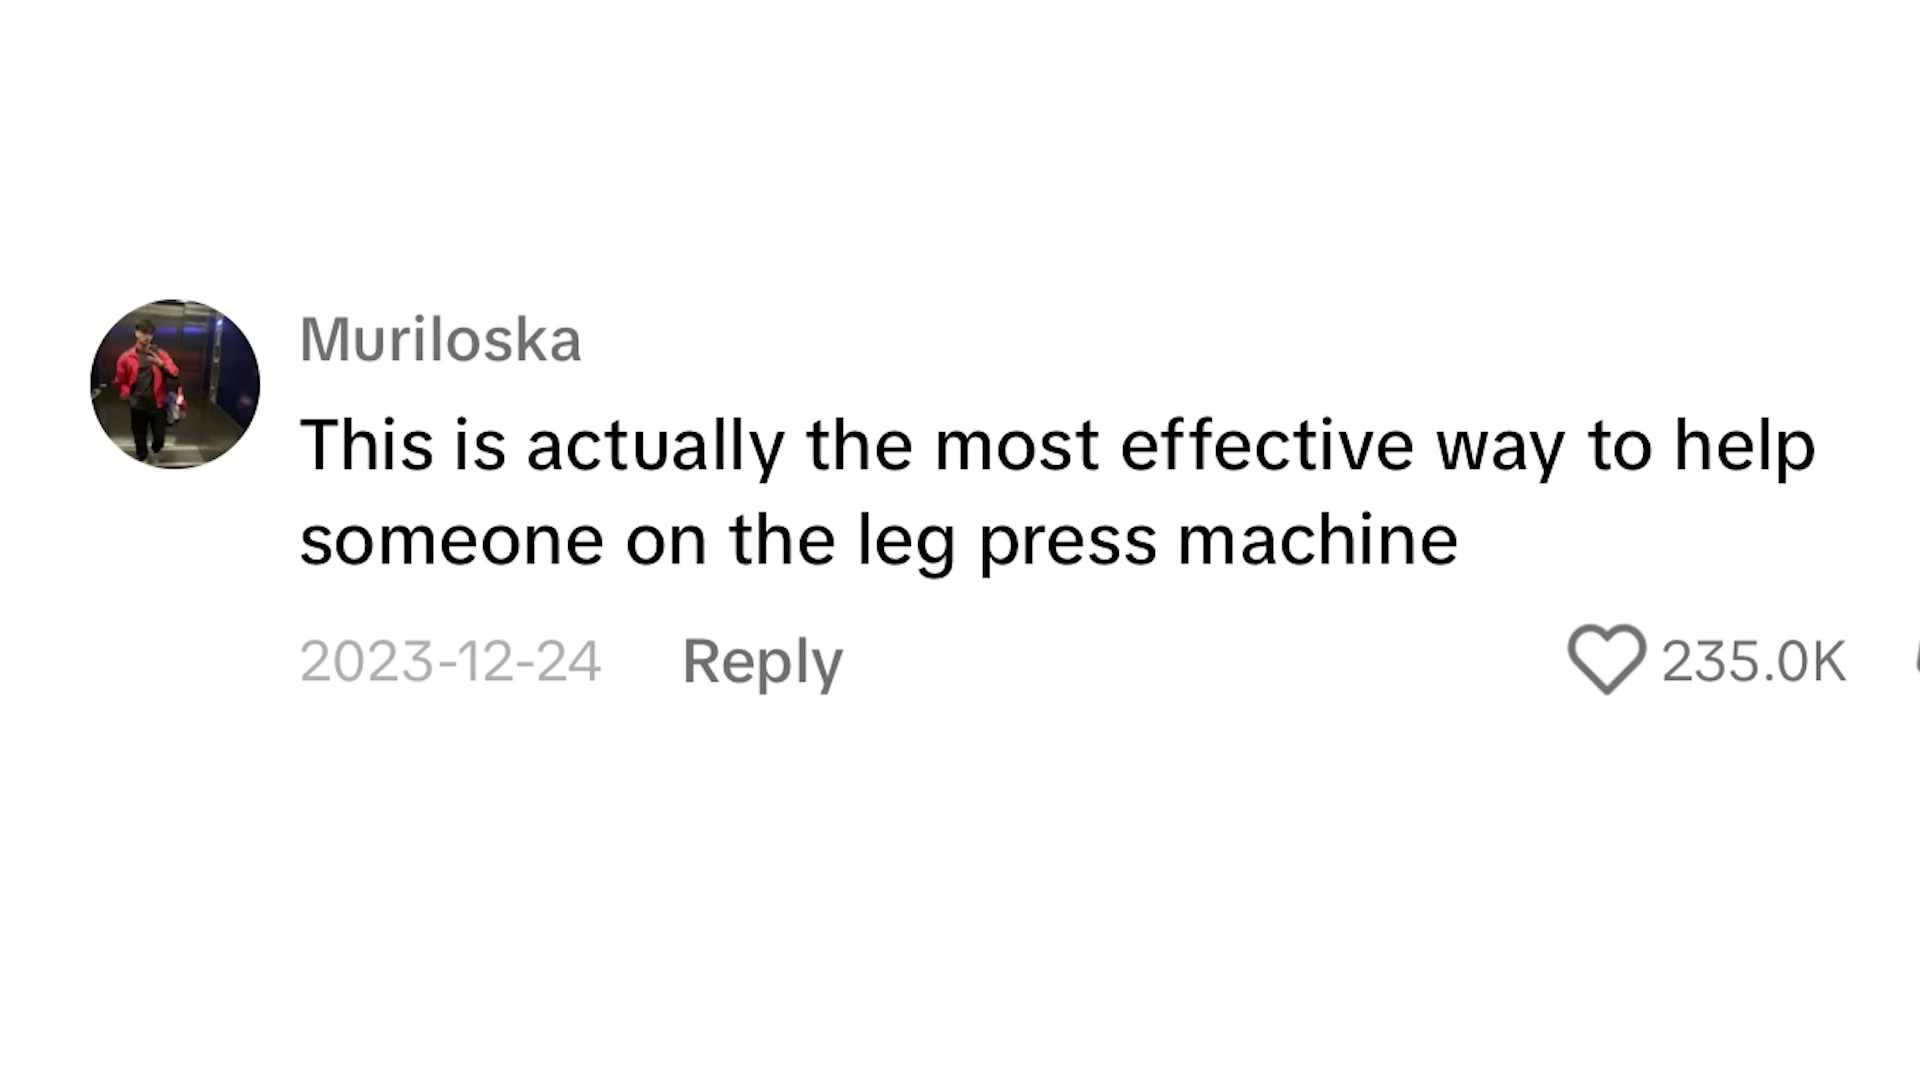 Muriloska
This is actually the most effective way to help
someone on the leg press machine
2023-12-24 Reply 235.0K